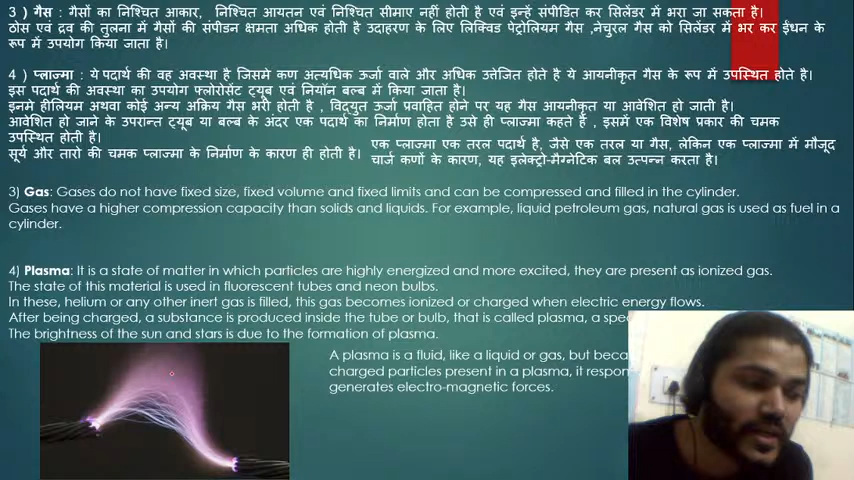 3 ) गैस : गैसों का निश्चित आकार, , निश्चित आयतन एवं निश्चित सीमाए नहीं होती है एवं इन्हें संपीडित कर सिलेंडर में भरा जा सकता है।
ठोस एवं द्रव की तुलना में गैसों की संपीडन क्षमता अधिक होती है उदाहरण के लिए लिक्विड पेट्रोलियम गैस ,नेचुरल गैस को सिलेंडर में भर कर ईंधन के
रूप में उपयोग किया जाता है।
4 ) प्लाज्मा : ये पदार्थ की वह अवस्था है जिसमे कण अत्यधिक ऊर्जा वाले और अधिक उत्तेजित होते है ये आयनीकृत गैस के रूप में उपस्थित होते है।
इस पदार्थ की अवस्था का उपयोग फ्लोरोसेंट ट्यूब एवं नियॉन बल्ब में किया जाता है।
इनमे हीलियम अथवा कोई अन्य अक्रिय गैस भरी होती है , विद्युत ऊर्जा प्रवाहित होने पर यह गैस आयनीकृत या आवेशित हो जाती है।
आवेशित हो जाने के उपरान्त ट्यूब या बल्ब के अंदर एक पदार्थ का निर्माण होता है उसे ही प्लाज्मा कहते है , इसमें एक विशेष प्रकार की चमक
उपस्थित होती है।
सूर्य और तारो की चमक प्लाज्मा के निर्माण के कारण ही होती है।
एक प्लाज्मा एक तरल पदार्थ है, जैसे एक तरल या गैस, लेकिन एक प्लाज्मा में मौजूद
चार्ज कणों के कारण, यह इलेक्ट्रो-मैग्नेटिक बल उत्पन्न करता है।
3) Gas: Gases do not have fixed size, fixed volume and fixed limits and can be compressed and filled in the cylinder.
Gases have a higher compression capacity than solids and liquids. For example, liquid petroleum gas, natural gas is used as fuel in a
cylinder.
4) Plasma: It is a state of matter in which particles are highly energized and more excited, they are present as ionized gas.
The state of this material is used in fluorescent tubes and neon bulbs.
In these, helium or any other inert gas is filled, this gas becomes ionized or charged when electric energy flows.
After being charged, a substance is produced inside the tube or bulb, that is called plasma, a
The brightness of the sun and stars is due to the formation of plasma.
A plasma is a fluid, like a liquid or gas, but
charged particles present in a plasma, it
generates electro-magnetic forces.